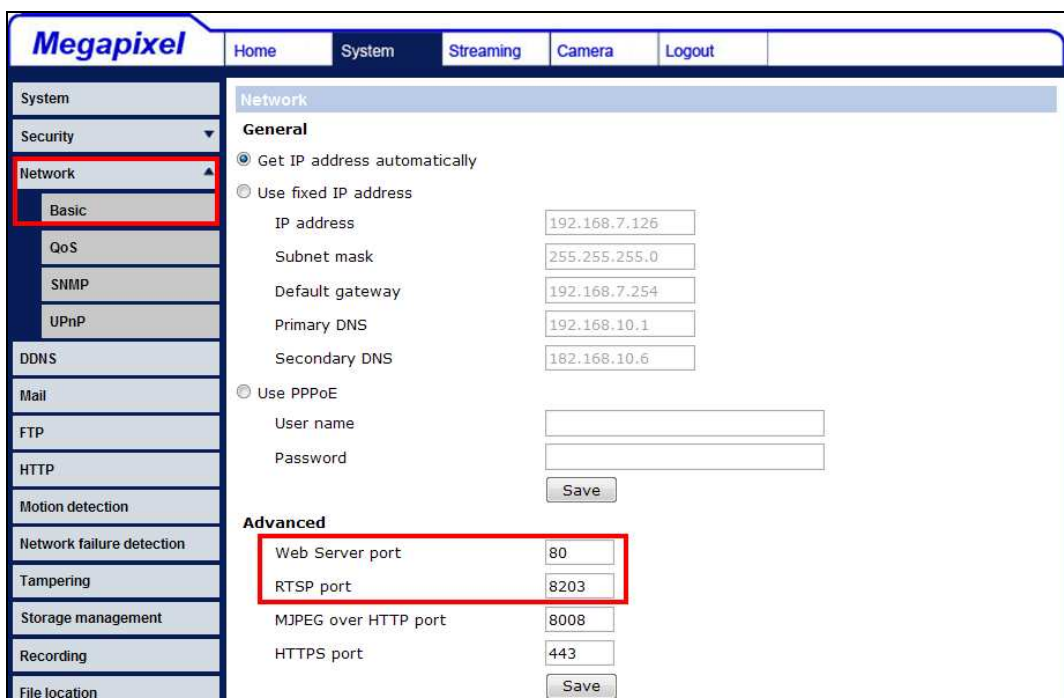 Megapixel
Home System Streaming Camera Logout
System
Security
Network
Basic
QoS
SNMP
UPnP
DDNS
Mail
FTP
HTTP
Motion detection
Network failure detection
Tampering
Storage management
Recording
File location
Network
General
Get IP address automatically
Use fixed IP address
IP address 192.168.7.126
Subnet mask 255.255.255.0
Default gateway 192.168.7.254
Primary DNS 192.168.10.1
Secondary DNS 182.168.10.6
Use PPPoE
User name
Password
Save
Advanced
Web Server port 80
RTSP port 8203
MJPEG over HTTP port 8008
HTTPS port 443
Save